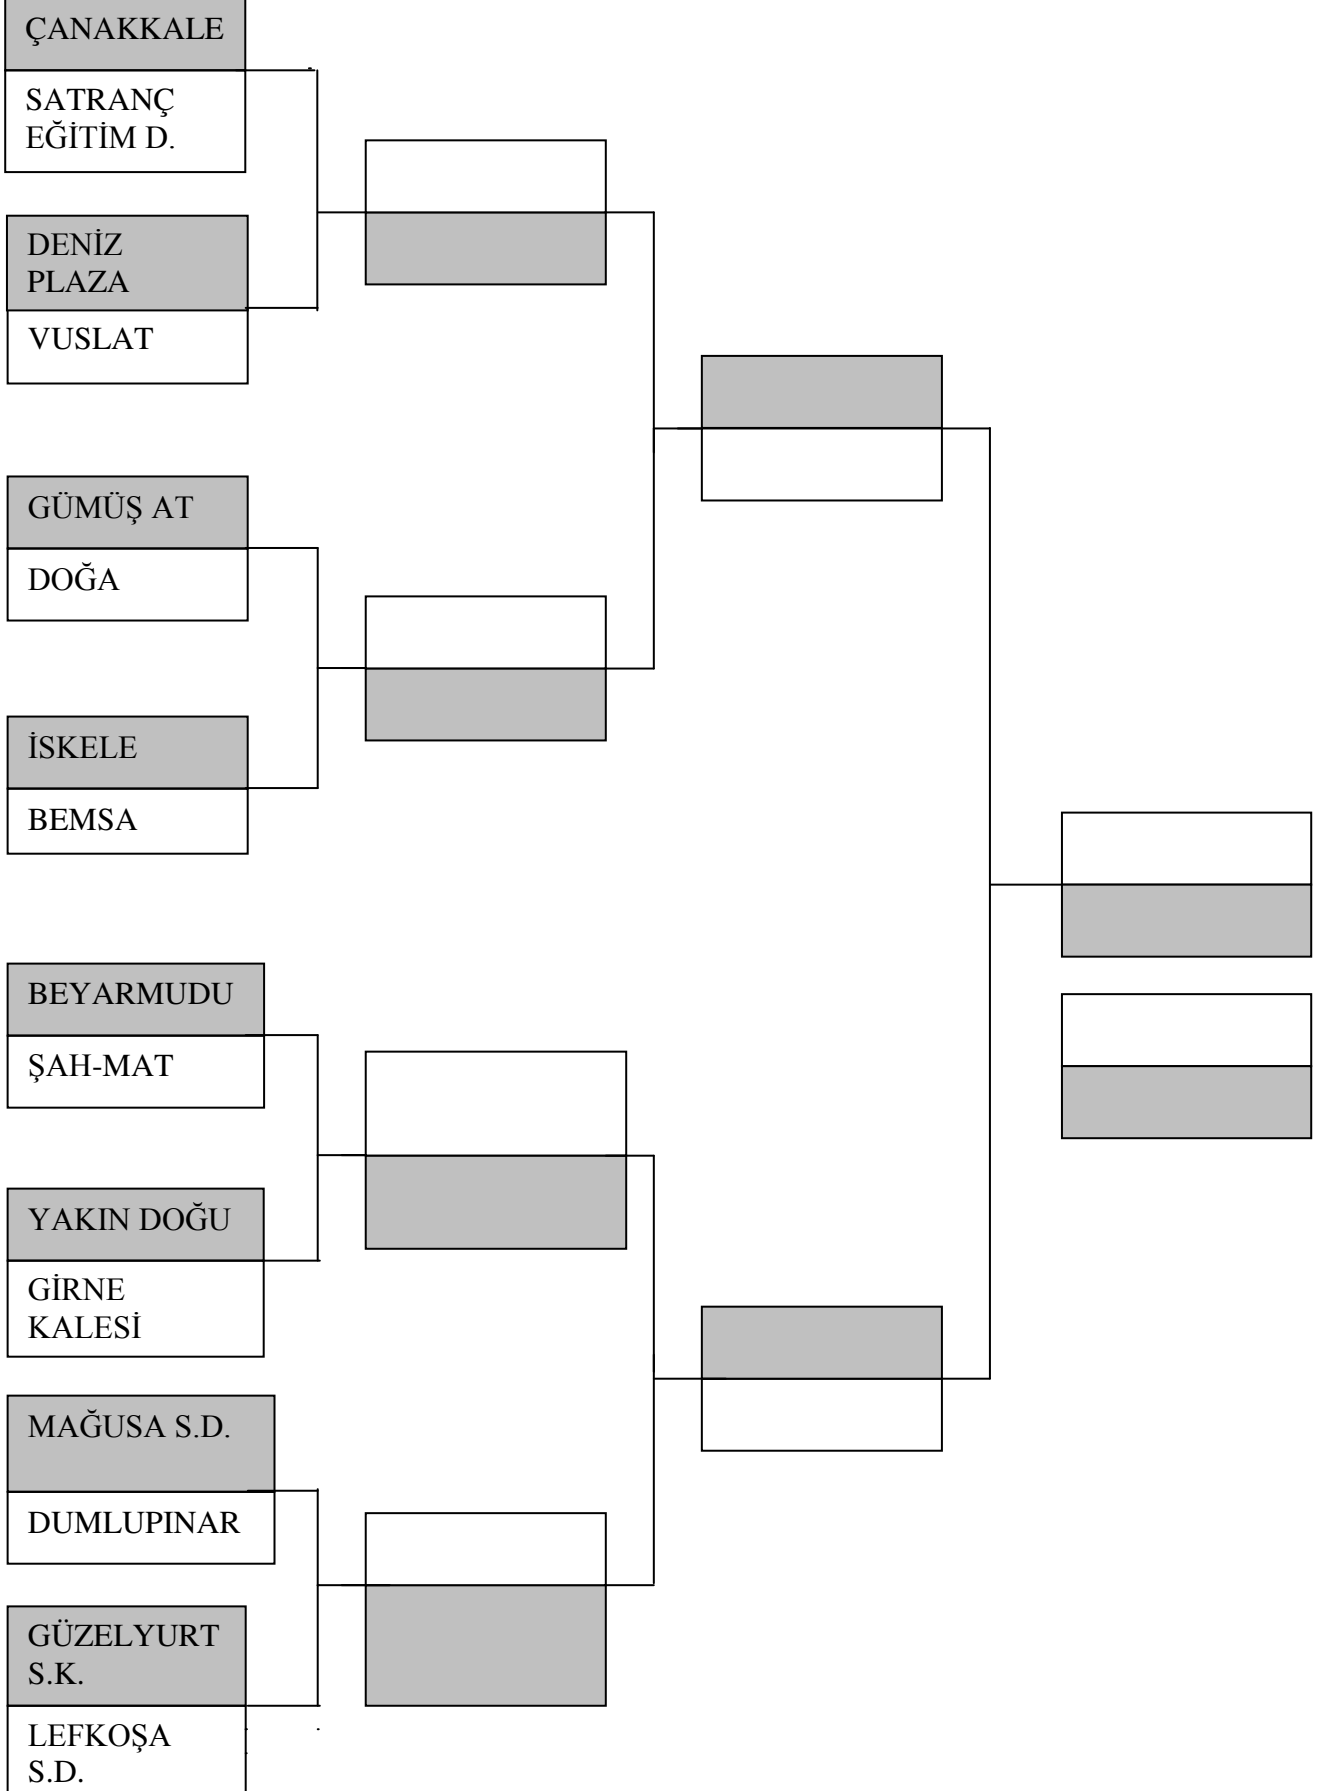 ÇANAKKALE
SATRANÇ
EĞİTİM D.
DENİZ
PLAZA
VUSLAT
GÜMÜŞ AT
DOĞA
İSKELE
BEMSA
BEYARMUDU
ŞAH-MAT
YAKIN DOĞU
GİRNE
KALESİ
MAĞUSA S.D.
DUMLUPINAR
GÜZELYURT
S.K.
LEFKOŞA
S.D.